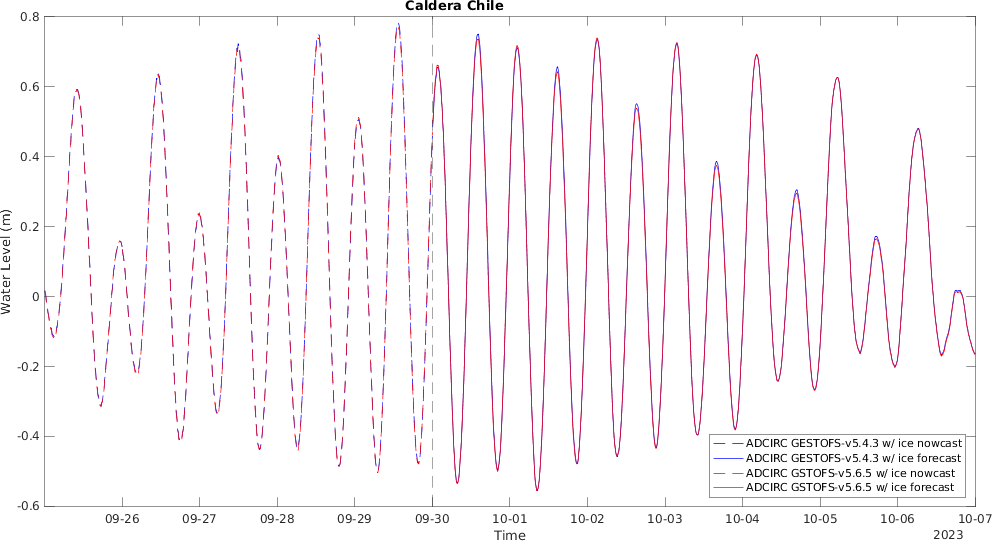 Caldera Chile
0.8
0.6
0.4
0.2
0
-0.2
-0.4
-0.6
Water Level (m)
09-26 09-27 09-28 09-29 09-30 10-01 10-02 10-03 10-04 10-05 10-06 10-07
Time
2023
ADCIRC GESTOFS-v5.4.3 w/ ice nowcast
ADCIRC GESTOFS-v5.4.3 w/ ice forecast
ADCIRC GSTOFS-v5.6.5 w/ ice nowcast
ADCIRC GSTOFS-v5.6.5 w/ ice forecast